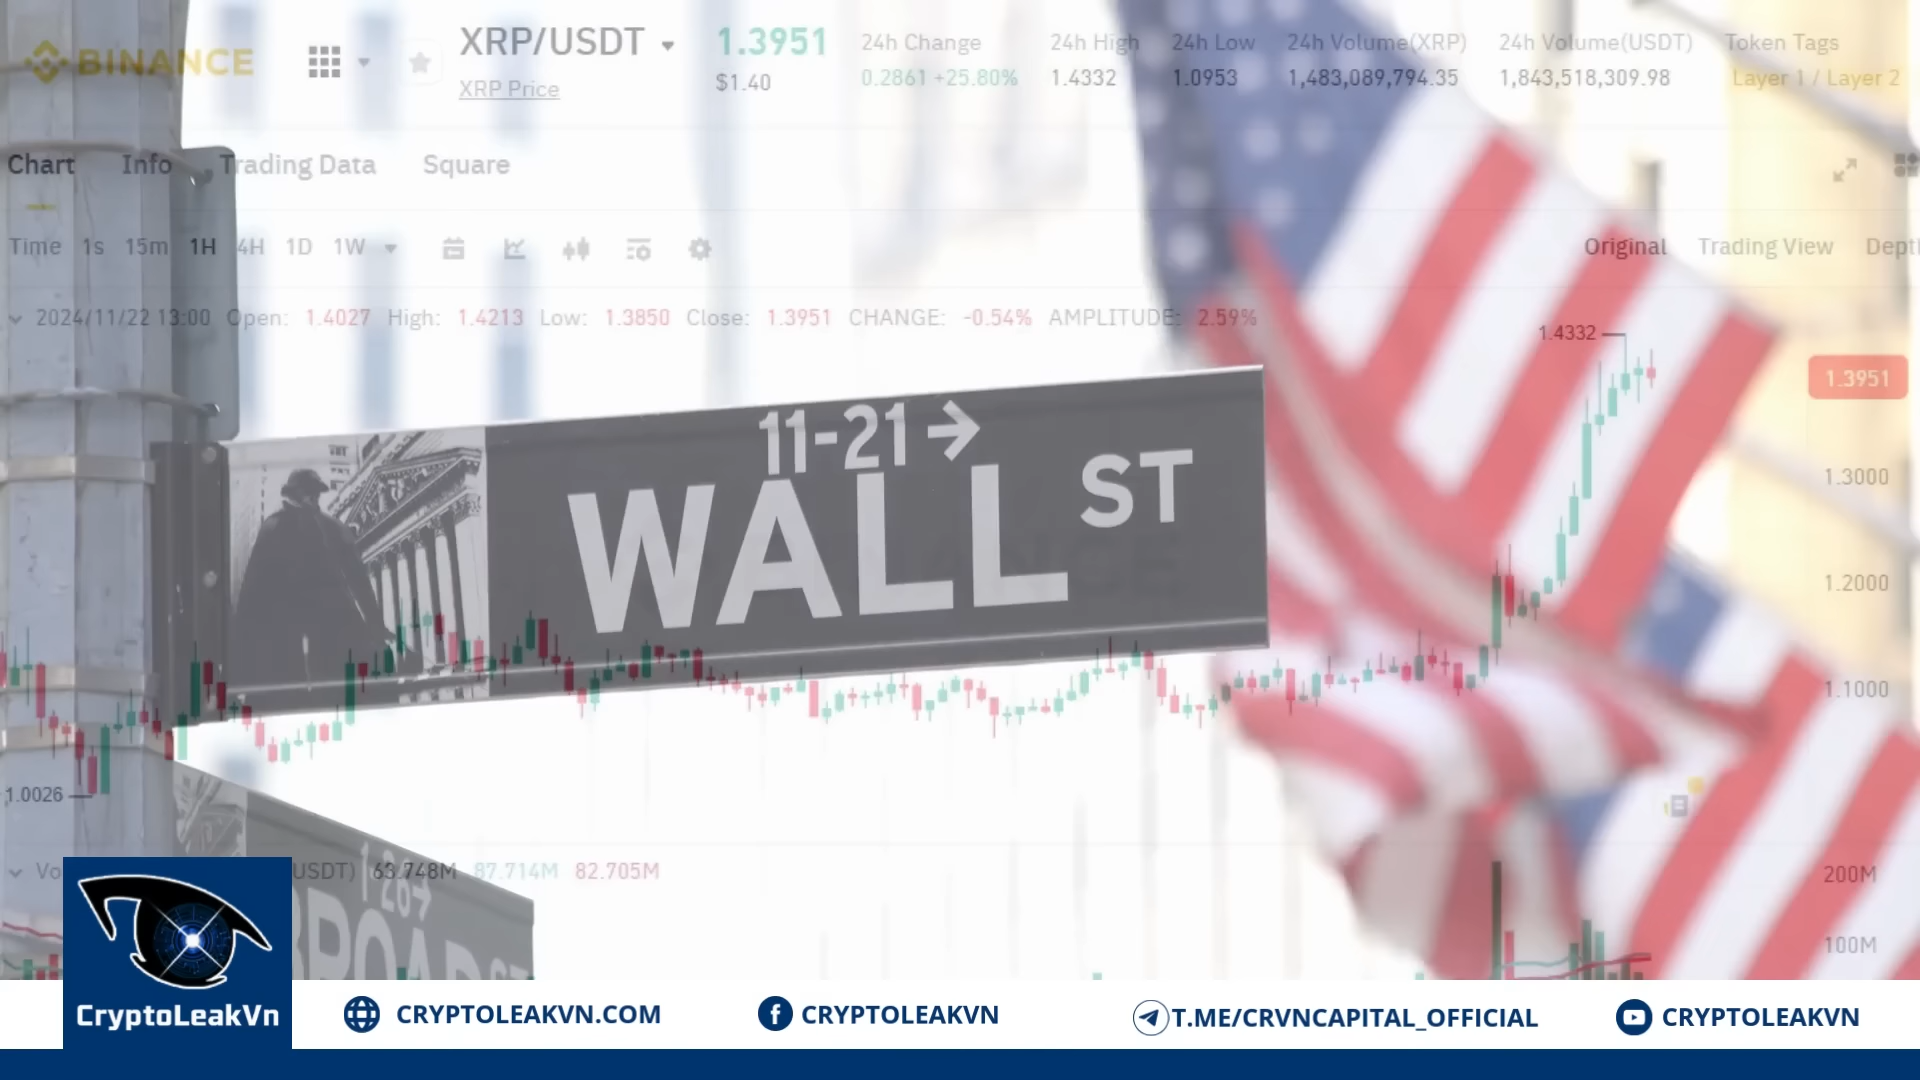 BINANCE
XRP/USDT
XRP Price
1.3951
$1.40
24h Change
0.2861 +25.80%
24h High
1.4332
24h Low
1.0953
24h Volume(XRP)
1,483,089,794.35
24h Volume(USDT)
1,843,518,309.98
Token Tags
Layer 1 / Layer 2
Chart Info Trading Data Square
Time 1s 15m 1H 4H 1D 1W
Original Trading View Depth
2024/11/22 13:00 Open: 1.4027 High: 1.4213 Low: 1.3850 Close: 1.3951 CHANGE: -0.54% AMPLITUDE: 2.59%
1.4332
1.3951
1.3000
1.2000
1.1000
1.0026
11-21→
WALL ST
USDT) 63.748M 87.714M 82.705M
200M
100M
1-26→
BROAD ST
CryptoLeakVn
CRYPTOLEAKVN.COM
CRYPTOLEAKVN
T.ME/CRVNCAPITAL_OFFICIAL
CRYPTOLEAKVN